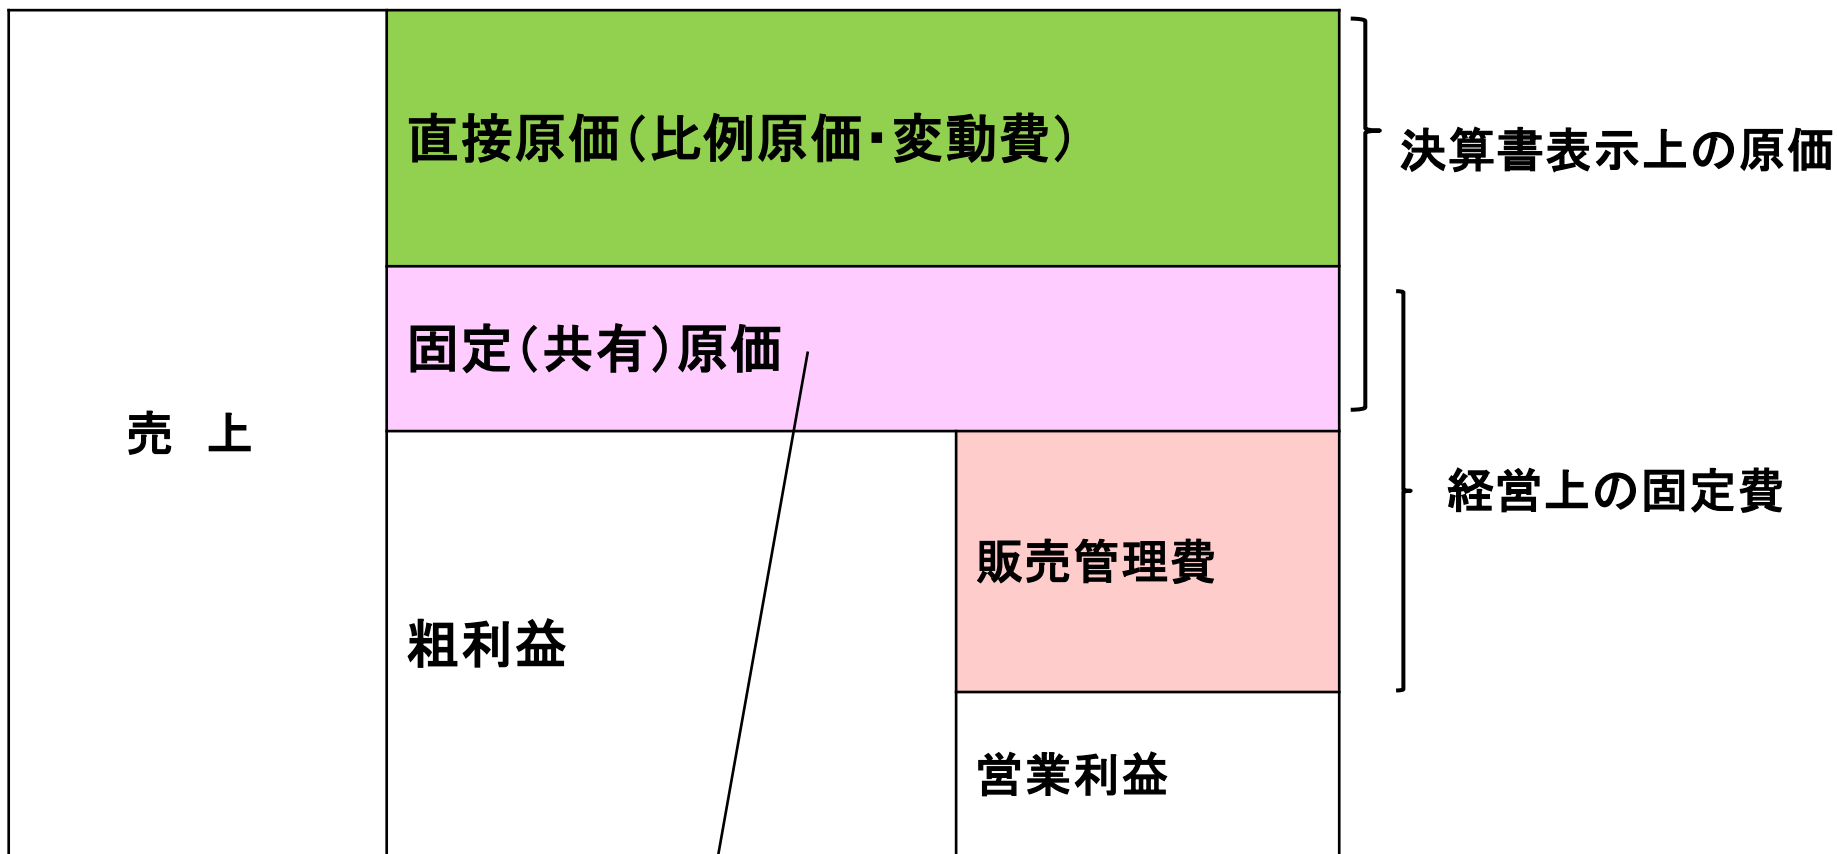 直接原価（比例原価・変動費）
決算書表示上の原価
固定（共有）原価
売　上
経営上の固定費
販売管理費
粗利益
営業利益